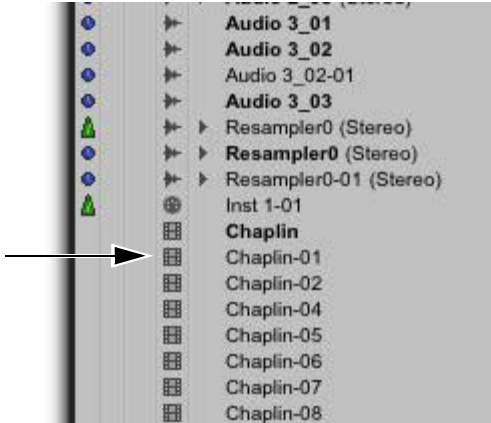 Audio 3_01
Audio 3_02
Audio 3_02-01
Audio 3_03
Resampler0 (Stereo)
Resampler0 (Stereo)
Resampler0-01 (Stereo)
Inst 1-01
Chaplin
Chaplin-01
Chaplin-02
Chaplin-04
Chaplin-05
Chaplin-06
Chaplin-07
Chaplin-08